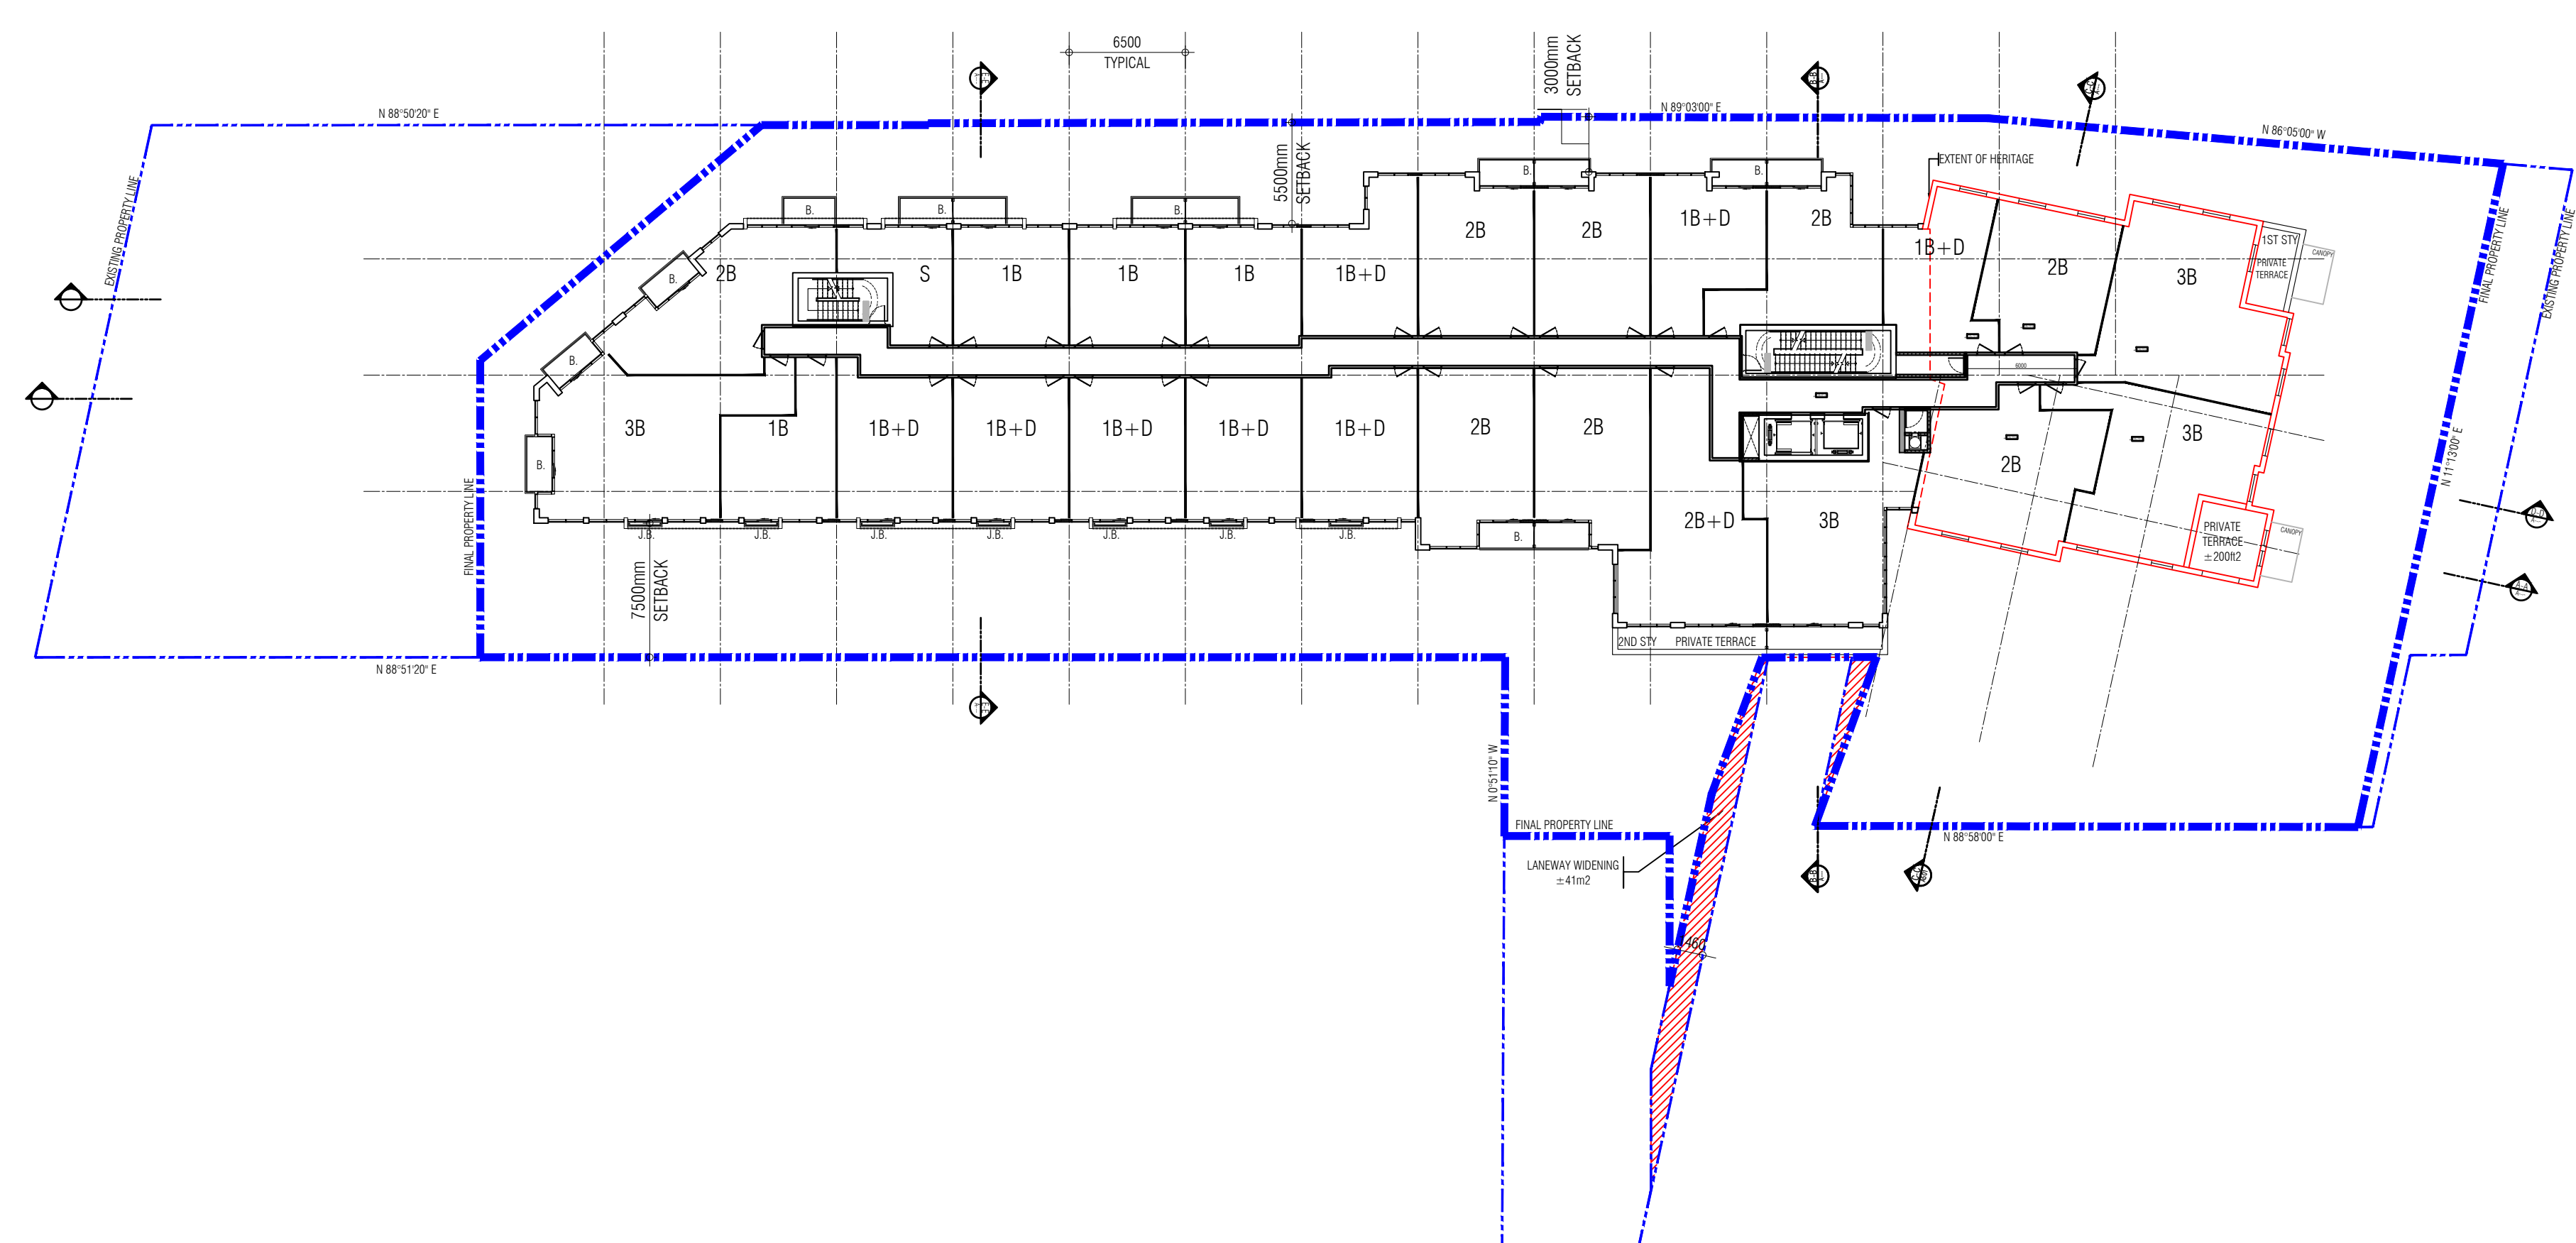 6500
TYPICAL
3000mm
SETBACK
N 88°50'20" E
N 89°03'00" E
N 86°05'00" W
5500mm
SETBACK
EXTENT OF HERITAGE
EXISTING PROPERTY LINE
B.
B.
B.
B.
B.
2B
2B
1B+D
2B
1B+D
1ST STY
PRIVATE
TERRACE
CANOPY
FINAL PROPERTY LINE
EXISTING PROPERTY LINE
B.
2B
S
1B
1B
1B
1B+D
2B
3B
B.
6000
3B
1B
1B+D
1B+D
1B+D
1B+D
1B+D
2B
2B
3B
2B
B.
N 11°13'00" E
FINAL PROPERTY LINE
2B+D
3B
PRIVATE
TERRACE
±200ft2
CANOPY
D-D
A-A
J.B.
J.B.
J.B.
J.B.
J.B.
J.B.
J.B.
B.
7500mm
SETBACK
2ND STY
PRIVATE TERRACE
N 88°51'20" E
N 0°51'10" W
FINAL PROPERTY LINE
N 88°58'00" E
LANEWAY WIDENING
±41m2
B-B
C-C